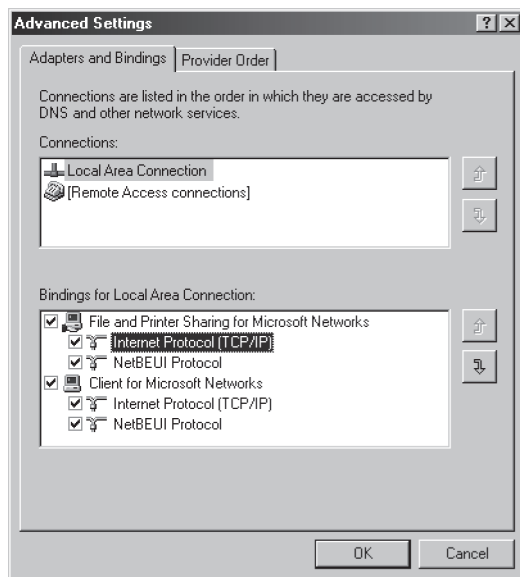 Advanced Settings
Adapters and Bindings
Provider Order
Connections are listed in the order in which they are accessed by
DNS and other network services.
Connections:
Local Area Connection
[Remote Access connections]
Bindings for Local Area Connection:
File and Printer Sharing for Microsoft Networks
Internet Protocol (TCP/IP)
NetBEUI Protocol
Client for Microsoft Networks
Internet Protocol (TCP/IP)
NetBEUI Protocol
OK
Cancel